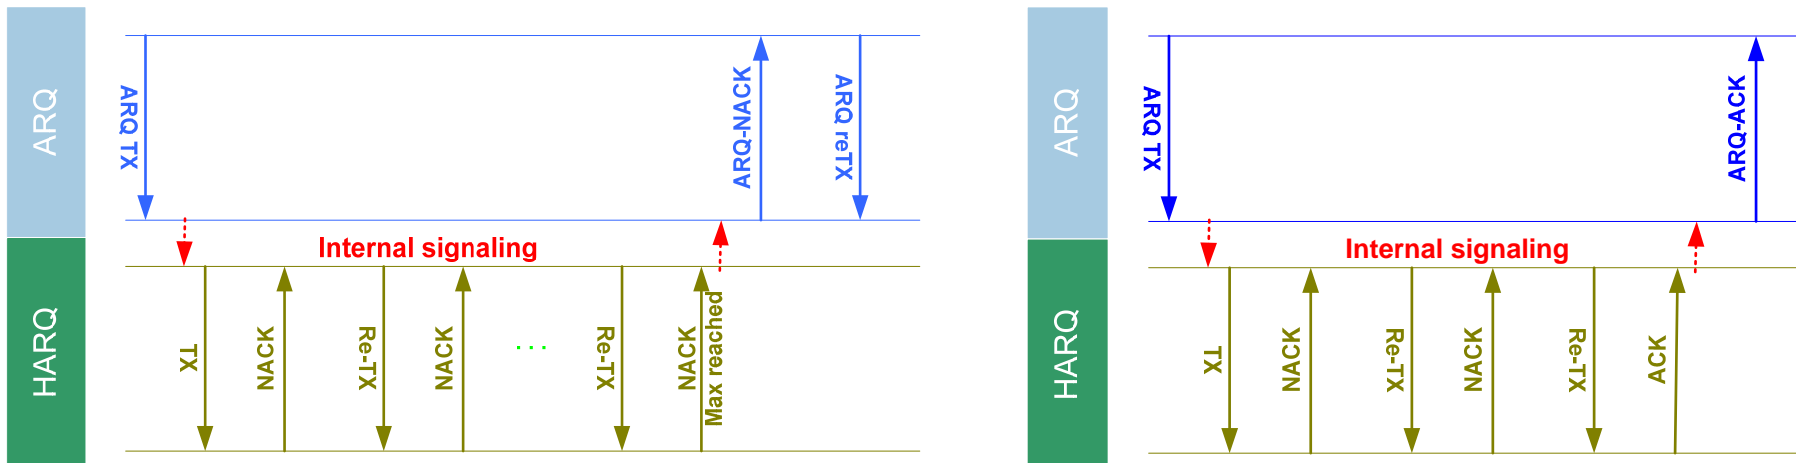 ARQ
ARQ TX
ARQ-NACK
ARQ reTX
Internal signaling
HARQ
TX
NACK
Re-TX
NACK
...
Re-TX
NACK
Max reached
ARQ
ARQ TX
ARQ-ACK
Internal signaling
HARQ
TX
NACK
Re-TX
NACK
Re-TX
ACK